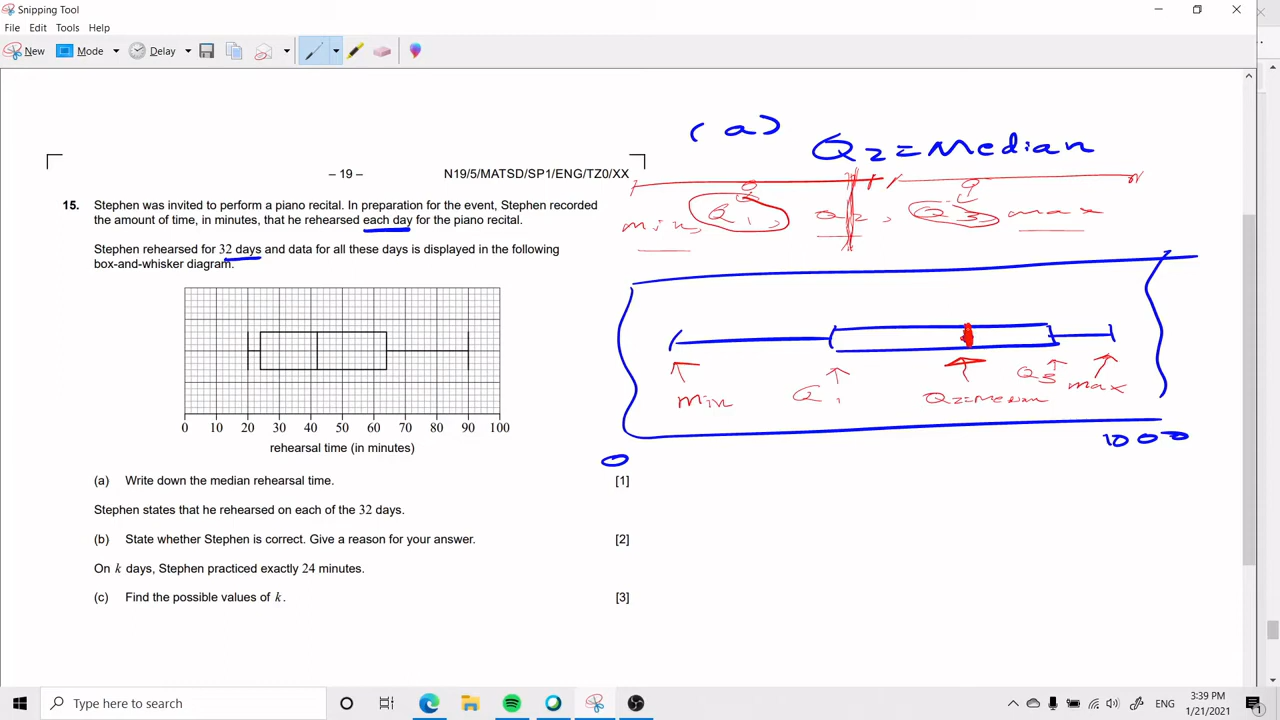 Snipping Tool
File Edit Tools Help
New Mode Delay
– 19 – N19/5/MATSD/SP1/ENG/TZ0/XX
15. Stephen was invited to perform a piano recital. In preparation for the event, Stephen recorded
the amount of time, in minutes, that he rehearsed each day for the piano recital.
Stephen rehearsed for 32 days and data for all these days is displayed in the following
box-and-whisker diagram.
0 10 20 30 40 50 60 70 80 90 100
rehearsal time (in minutes)
(a) Write down the median rehearsal time. [1]
Stephen states that he rehearsed on each of the 32 days.
(b) State whether Stephen is correct. Give a reason for your answer. [2]
On k days, Stephen practiced exactly 24 minutes.
(c) Find the possible values of k. [3]
(a)
Q2=Median
min, Q1, Q2, Q3, max
min Q1 Q2=Median Q3 max
0 1000
Type here to search
ENG
3:39 PM
1/21/2021
1